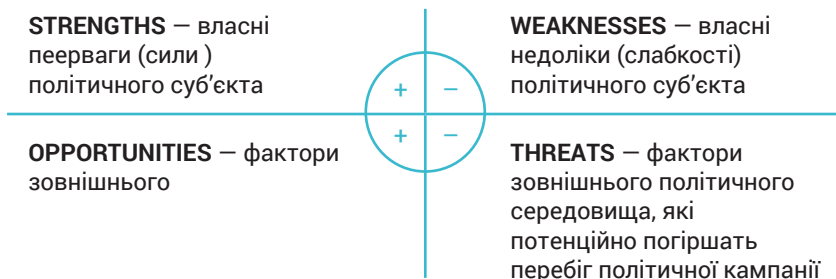 STRENGTHS — власні
пеерваги (сили )
політичного суб’єкта
WEAKNESSES — власні
недоліки (слабкості)
політичного суб’єкта
+ –
+ –
OPPORTUNITIES — фактори
зовнішнього
THREATS — фактори
зовнішнього політичного
середовища, які
потенційно погіршать
перебіг політичної кампанії